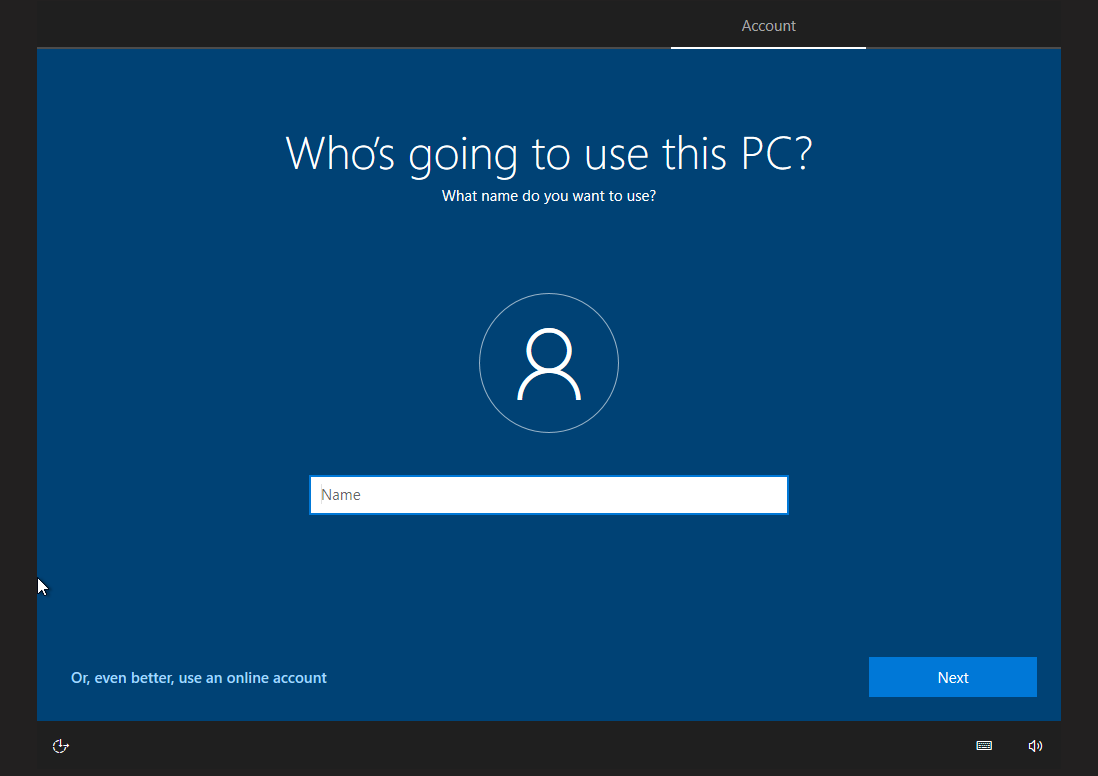 Account
Who's going to use this PC?
What name do you want to use?
Name
Or, even better, use an online account
Next